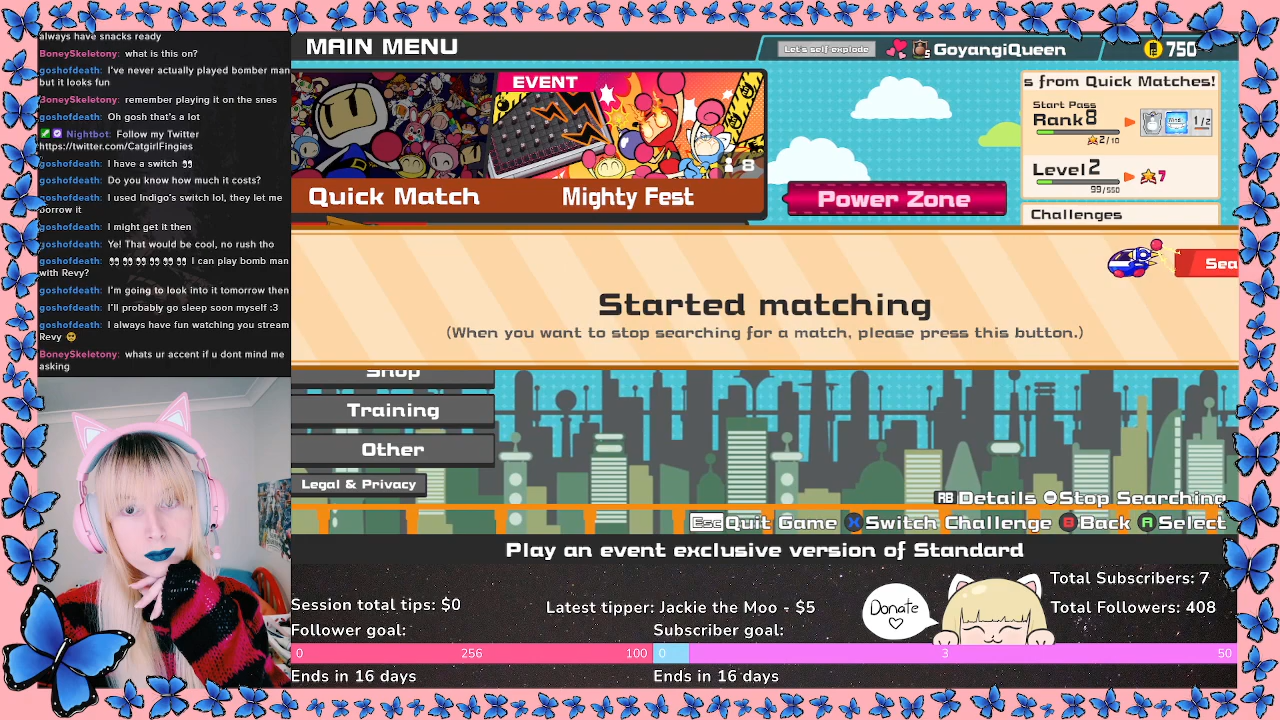 always have snacks ready
BoneySkeletony: what is this on?
goshofdeath: I've never actually played bomber man
but it looks fun
BoneySkeletony: remember playing it on the snes
goshofdeath: Oh gosh that's a lot
Nightbot: Follow my Twitter
https://twitter.com/CatgirlFingies
goshofdeath: I have a switch 👀
goshofdeath: Do you know how much it costs?
goshofdeath: I used Indigo's switch lol, they let me
borrow it
goshofdeath: I might get it then
goshofdeath: Ye! That would be cool, no rush tho
goshofdeath: 👀 👀 👀 👀 👀 👀 I can play bomb man
with Revy?
goshofdeath: I'm going to look into it tomorrow then
goshofdeath: I'll probably go sleep soon myself :3
goshofdeath: I always have fun watching you stream
Revy 🥺
BoneySkeletony: whats ur accent if u dont mind me
asking
MAIN MENU
Let's self-explode
5
GoyangiQueen
750
EVENT
8
Quick Match
Mighty Fest
Power Zone
s from Quick Matches!
Start Pass
Rank8
2/10
1/2
Level2
99/550
7
Challenges
Sea
Started matching
(When you want to stop searching for a match, please press this button.)
Shop
Training
Other
Legal & Privacy
RB Details Stop Searching
Esc Quit Game X Switch Challenge B Back A Select
Play an event exclusive version of Standard
Session total tips: $0
Latest tipper: Jackie the Moo - $5
Donate
Total Subscribers: 7
Total Followers: 408
Follower goal:
Subscriber goal:
0 256 100
0 3 50
Ends in 16 days
Ends in 16 days